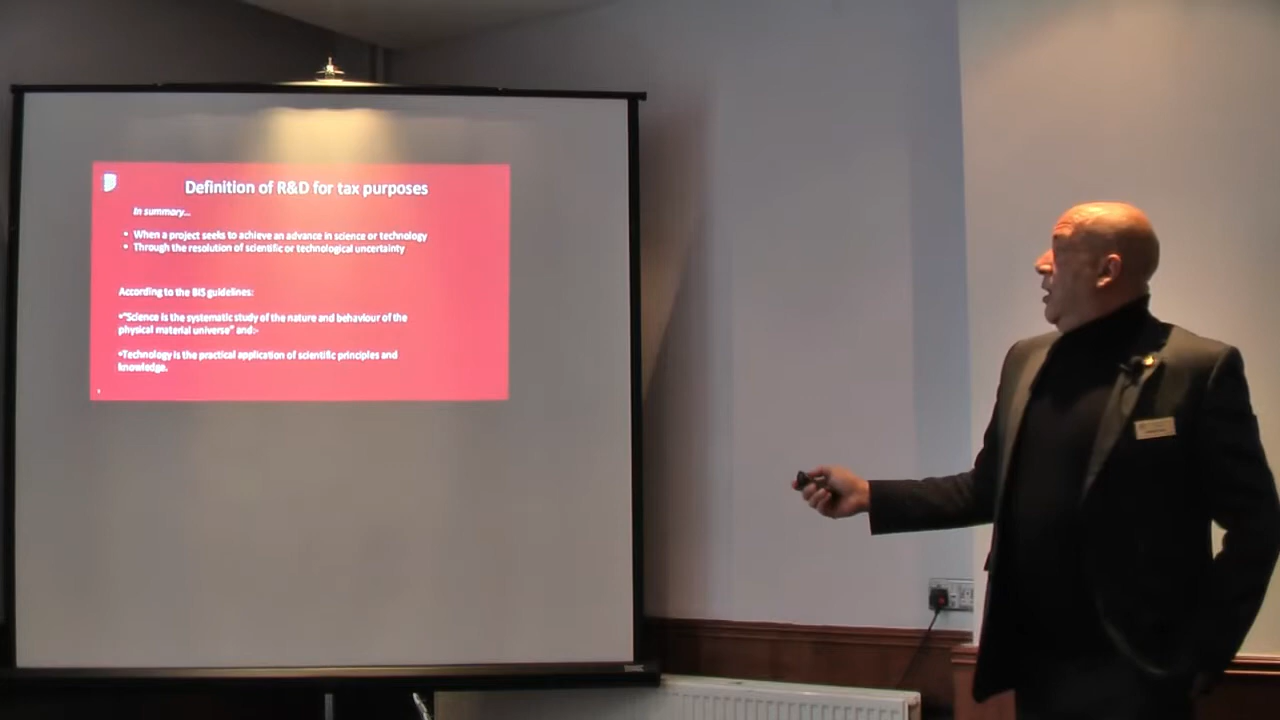 Definition of R&D for tax purposes
In summary...
• When a project seeks to achieve an advance in science or technology
• Through the resolution of scientific or technological uncertainty
According to the BIS guidelines:
•"Science is the systematic study of the nature and behaviour of the
physical material universe" and:-
•Technology is the practical application of scientific principles and
knowledge.